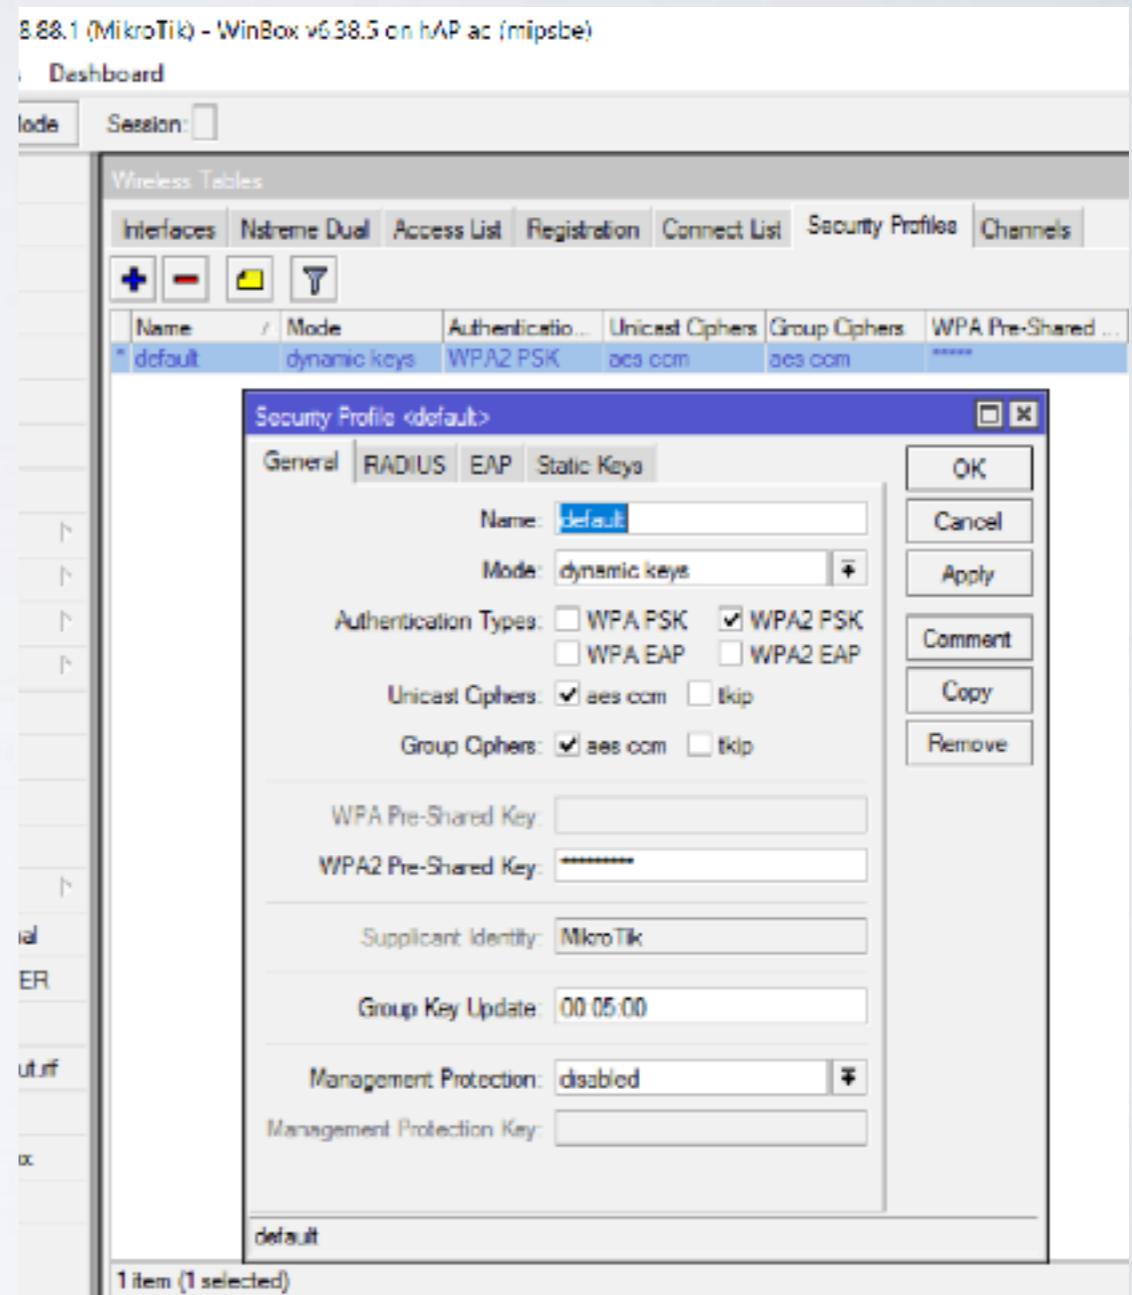 8.88.1 (MikroTik) - WinBox v6.38.5 on hAP ac (mipsbe)
Dashboard
lode Session:
Wireless Tables
Interfaces Nstreme Dual Access List Registration Connect List Security Profiles Channels
Name / Mode Authenticatio... Unicast Ciphers Group Ciphers WPA Pre-Shared ...
* default dynamic keys WPA2 PSK aes ccm aes ccm *****
Security Profile <default>
General RADIUS EAP Static Keys
OK
Name: default
Cancel
Mode: dynamic keys
Apply
Authentication Types: WPA PSK WPA2 PSK
WPA EAP WPA2 EAP
Comment
Unicast Ciphers: aes ccm tkip
Copy
Group Ciphers: aes ccm tkip
Remove
WPA Pre-Shared Key:
WPA2 Pre-Shared Key: *********
Supplicant Identity: MikroTik
Group Key Update: 00:05:00
Management Protection: disabled
Management Protection Key:
default
1 item (1 selected)
al
ER
ut.rif